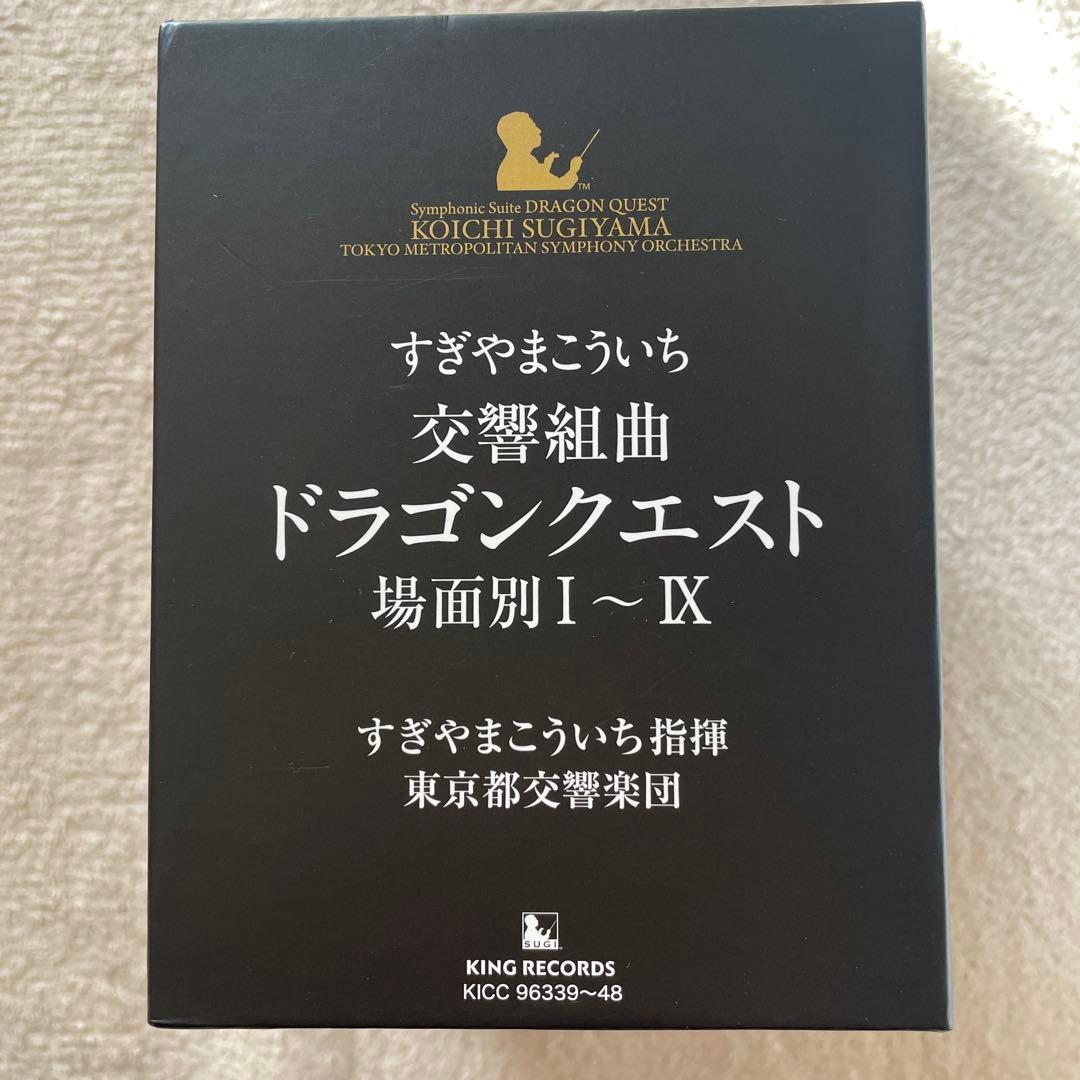 TM
Symphonic Suite DRAGON QUEST
KOICHI SUGIYAMA
TOKYO METROPOLITAN SYMPHONY ORCHESTRA
すぎやまこういち
交響組曲
ドラゴンクエスト
場面別Ⅰ～Ⅸ
すぎやまこういち指揮
東京都交響楽団
SUGI
KING RECORDS
KICC 96339～48